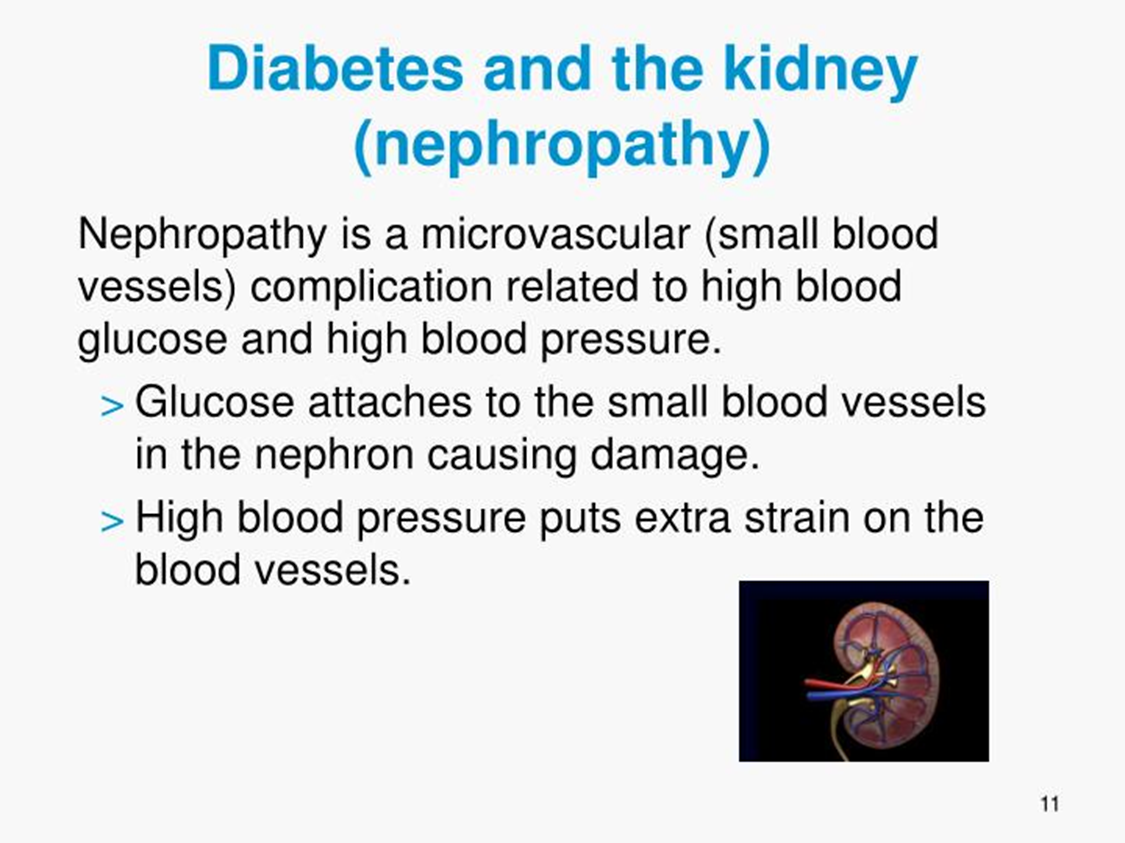 Diabetes and the kidney
(nephropathy)
Nephropathy is a microvascular (small blood
vessels) complication related to high blood
glucose and high blood pressure.
> Glucose attaches to the small blood vessels
in the nephron causing damage.
> High blood pressure puts extra strain on the
blood vessels.
11